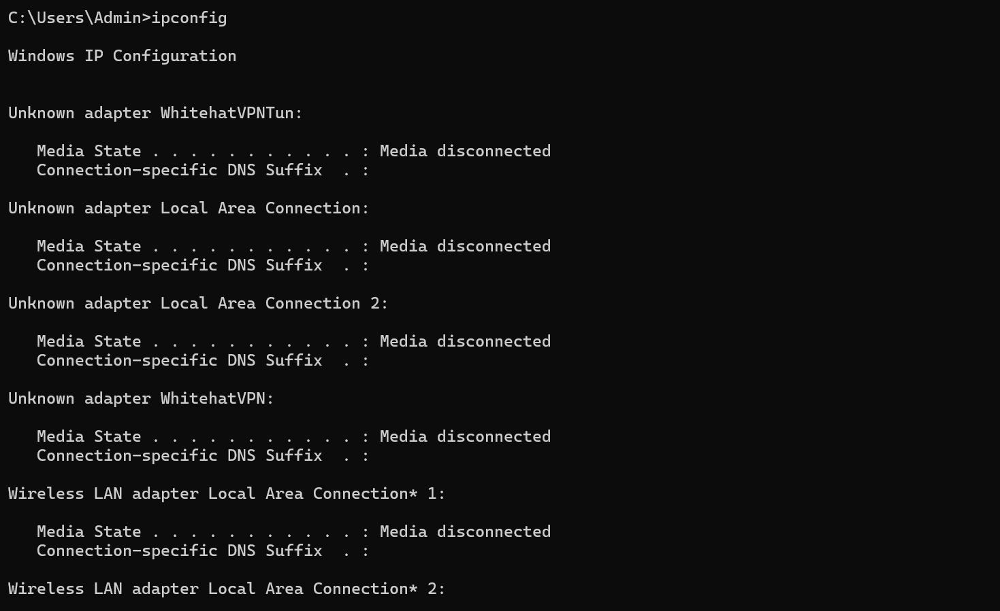 C:\Users\Admin>ipconfig
Windows IP Configuration
Unknown adapter WhitehatVPNTun:
   Media State . . . . . . . . . . . : Media disconnected
   Connection-specific DNS Suffix  . :
Unknown adapter Local Area Connection:
   Media State . . . . . . . . . . . : Media disconnected
   Connection-specific DNS Suffix  . :
Unknown adapter Local Area Connection 2:
   Media State . . . . . . . . . . . : Media disconnected
   Connection-specific DNS Suffix  . :
Unknown adapter WhitehatVPN:
   Media State . . . . . . . . . . . : Media disconnected
   Connection-specific DNS Suffix  . :
Wireless LAN adapter Local Area Connection* 1:
   Media State . . . . . . . . . . . : Media disconnected
   Connection-specific DNS Suffix  . :
Wireless LAN adapter Local Area Connection* 2: